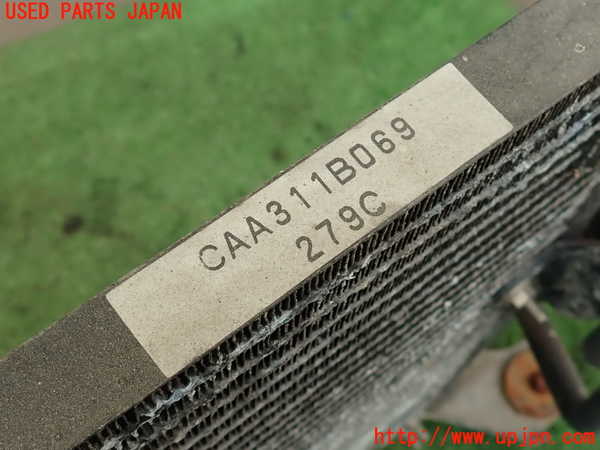 USED PARTS JAPAN
CAA311B069
279C
http://www.upjpn.com